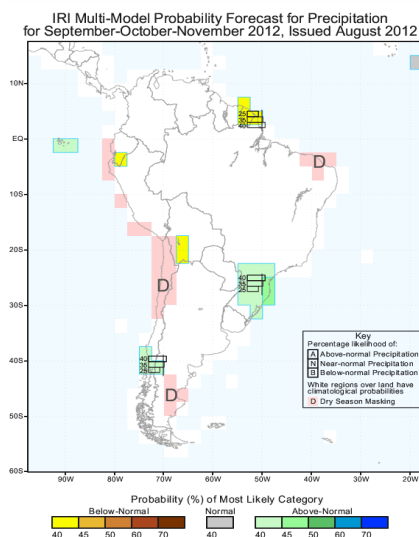 IRI Multi-Model Probability Forecast for Precipitation
for September-October-November 2012, Issued August 2012
10N
EQ
10S
20S
30S
40S
50S
60S
25
35
40
D
D
40
35
25
40
35
25
D
Key
Percentage likelihood of:
A Above-normal Precipitation
N Near-normal Precipitation
B Below-normal Precipitation
White regions over land have
climatological probabilities
D Dry Season Masking
90W 80W 70W 60W 50W 40W 30W 20W
Probability (%) of Most Likely Category
Below-Normal Normal Above-Normal
40 45 50 60 70 40 40 45 50 60 70